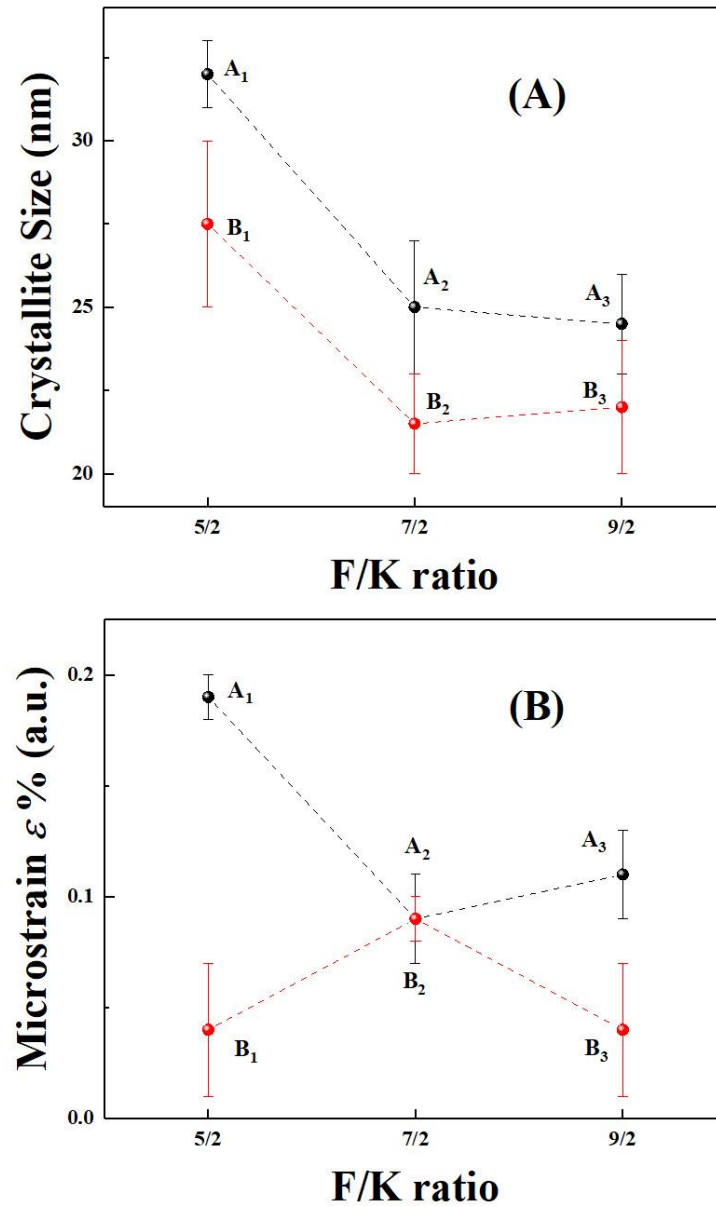 (A)
Crystallite Size (nm)
30
25
20
A₁
B₁
A₂
A₃
B₂
B₃
5/2 7/2 9/2
F/K ratio
(B)
Microstrain ε % (a.u.)
0.2
0.1
0.0
A₁
A₂
A₃
B₂
B₁
B₃
5/2 7/2 9/2
F/K ratio